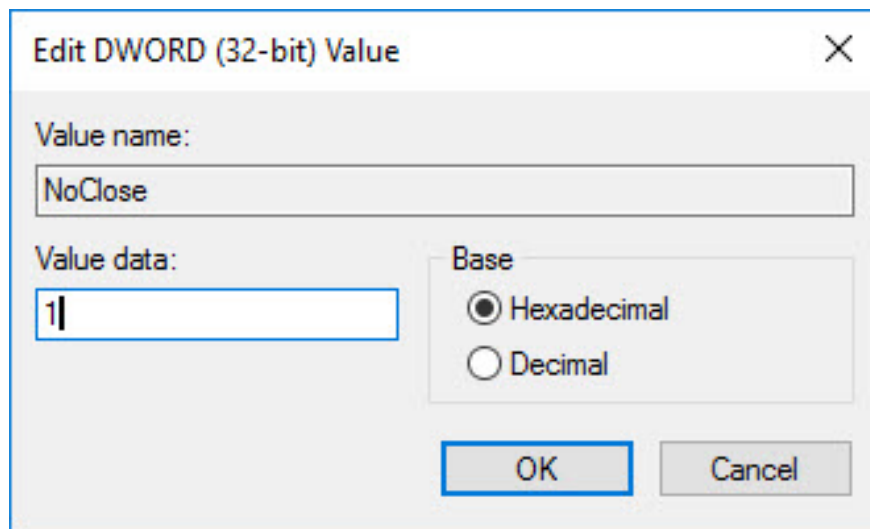 Edit DWORD (32-bit) Value
Value name:
NoClose
Value data:
1
Base
Hexadecimal
Decimal
OK
Cancel